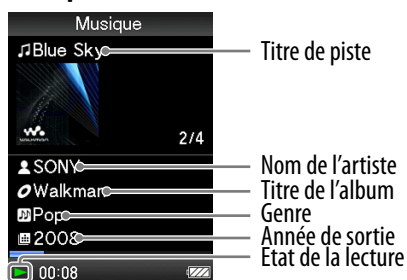 Musique
Blue Sky
Titre de piste
WALKMAN
2/4
SONY
Nom de l'artiste
Walkman
Titre de l'album
Pop
Genre
2008
Année de sortie
État de la lecture
00:08